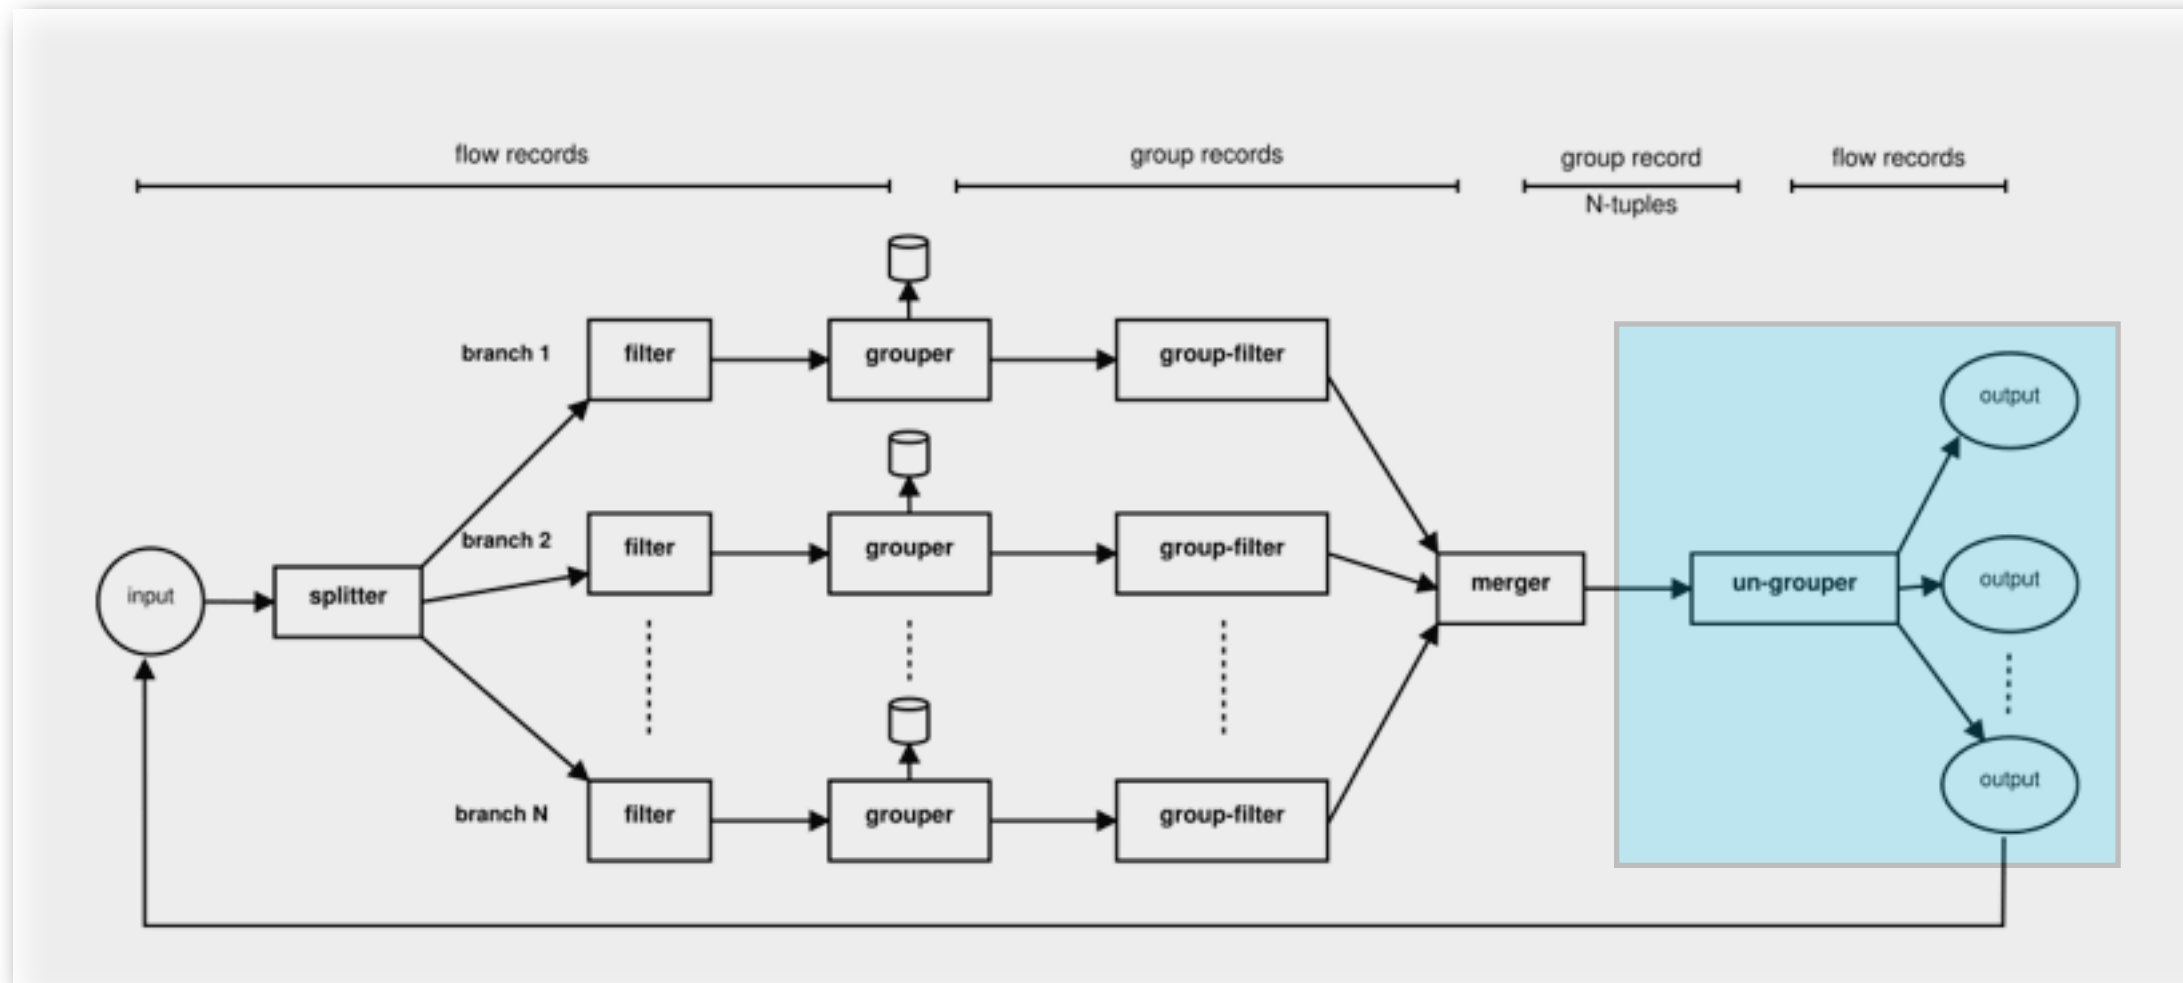 flow records
group records
group record
flow records
N-tuples
branch 1
filter
grouper
group-filter
output
branch 2
filter
grouper
group-filter
input
splitter
merger
un-grouper
output
branch N
filter
grouper
group-filter
output